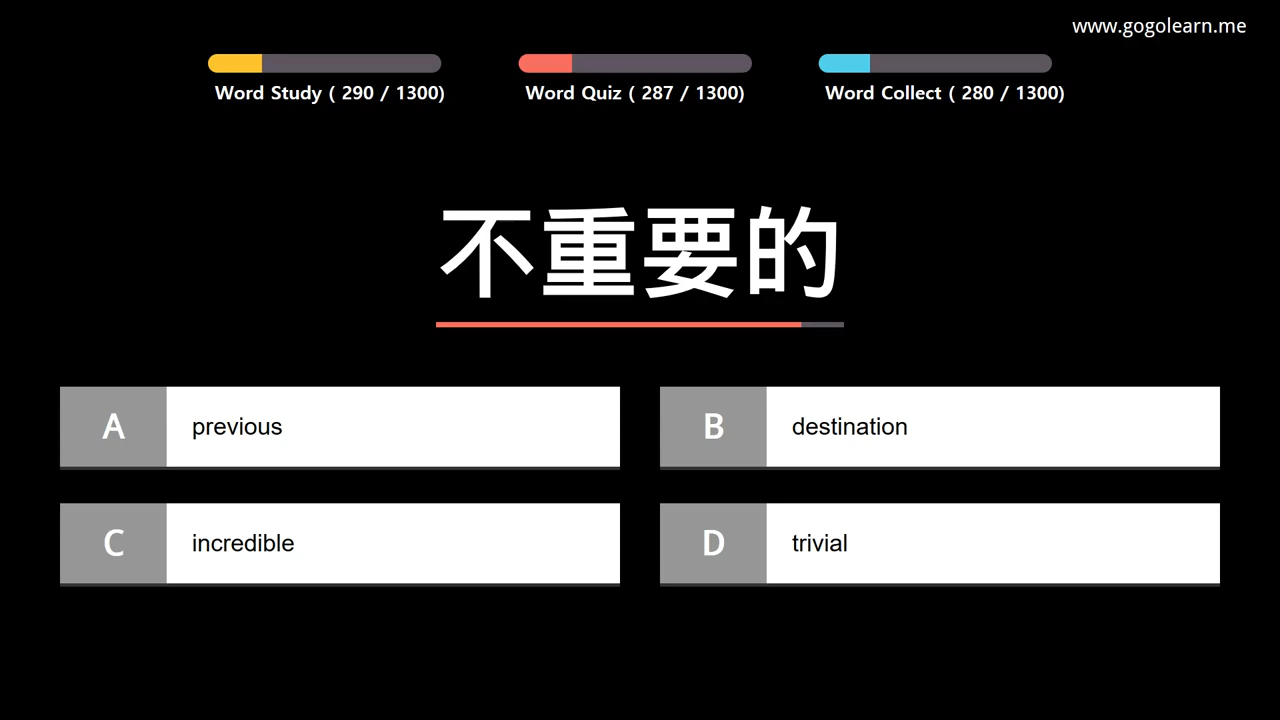 www.gogolearn.me
Word Study ( 290 / 1300)
Word Quiz ( 287 / 1300)
Word Collect ( 280 / 1300)
不重要的
A previous
B destination
C incredible
D trivial